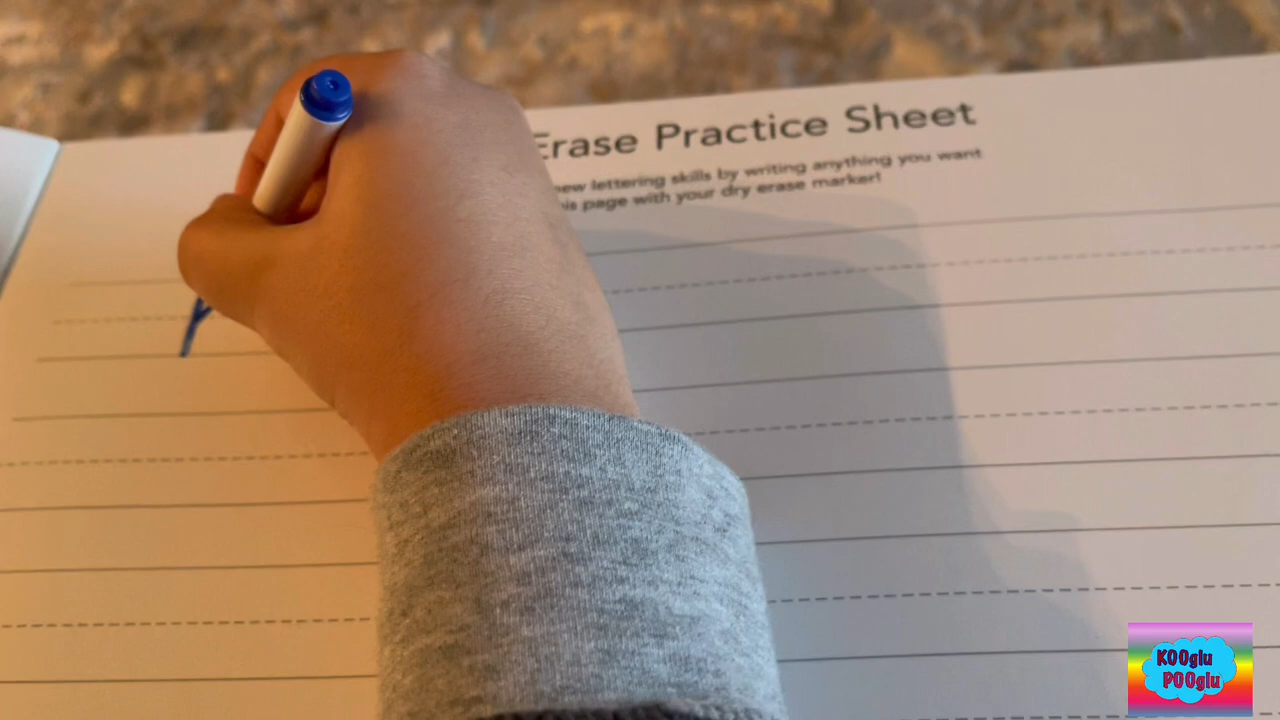 Erase Practice Sheet
new lettering skills by writing anything you want
his page with your dry erase marker!
KOOglu
POOglu